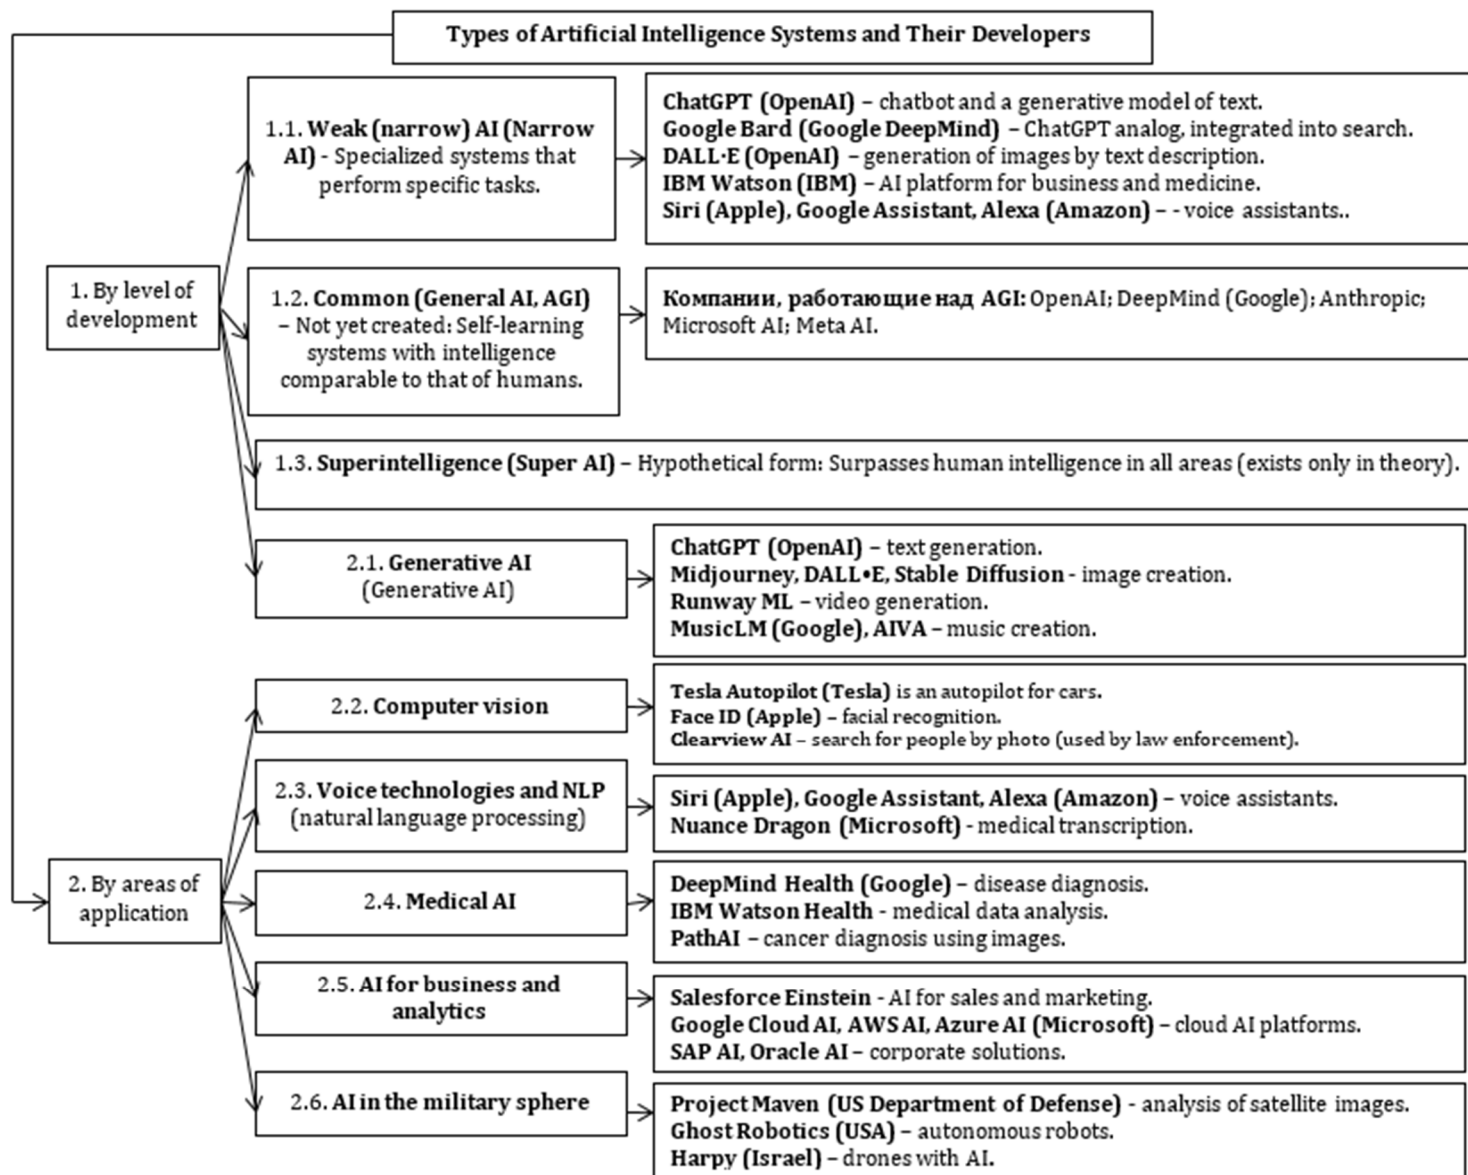 Types of Artificial Intelligence Systems and Their Developers
1. By level of
development
1.1. Weak (narrow) AI (Narrow
AI) - Specialized systems that
perform specific tasks.
ChatGPT (OpenAI) – chatbot and a generative model of text.
Google Bard (Google DeepMind) – ChatGPT analog, integrated into search.
DALL·E (OpenAI) – generation of images by text description.
IBM Watson (IBM) – AI platform for business and medicine.
Siri (Apple), Google Assistant, Alexa (Amazon) – - voice assistants..
1.2. Common (General AI, AGI)
– Not yet created: Self-learning
systems with intelligence
comparable to that of humans.
Компании, работающие над AGI: OpenAI; DeepMind (Google); Anthropic;
Microsoft AI; Meta AI.
1.3. Superintelligence (Super AI) – Hypothetical form: Surpasses human intelligence in all areas (exists only in theory).
2.1. Generative AI
(Generative AI)
ChatGPT (OpenAI) – text generation.
Midjourney, DALL•E, Stable Diffusion - image creation.
Runway ML – video generation.
MusicLM (Google), AIVA – music creation.
2. By areas of
application
2.2. Computer vision
Tesla Autopilot (Tesla) is an autopilot for cars.
Face ID (Apple) – facial recognition.
Clearview AI – search for people by photo (used by law enforcement).
2.3. Voice technologies and NLP
(natural language processing)
Siri (Apple), Google Assistant, Alexa (Amazon) – voice assistants.
Nuance Dragon (Microsoft) - medical transcription.
2.4. Medical AI
DeepMind Health (Google) – disease diagnosis.
IBM Watson Health - medical data analysis.
PathAI – cancer diagnosis using images.
2.5. AI for business and
analytics
Salesforce Einstein - AI for sales and marketing.
Google Cloud AI, AWS AI, Azure AI (Microsoft) – cloud AI platforms.
SAP AI, Oracle AI – corporate solutions.
2.6. AI in the military sphere
Project Maven (US Department of Defense) - analysis of satellite images.
Ghost Robotics (USA) – autonomous robots.
Harpy (Israel) – drones with AI.